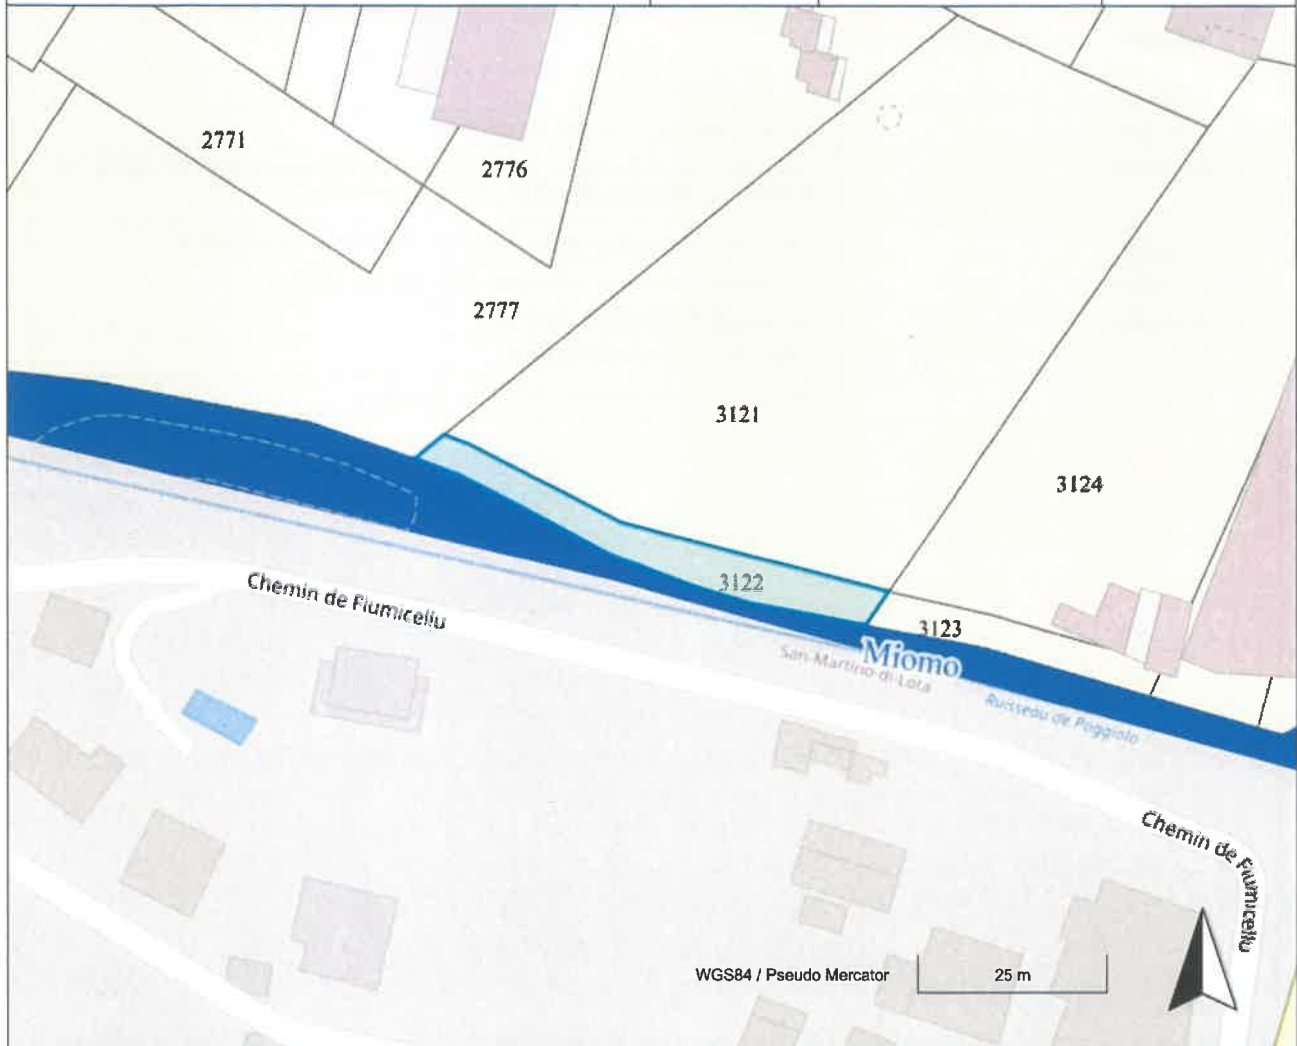 2771
2776
2777
3121
3124
3122
3123
Chemin de Fiumicellu
Miomo
San-Martino-di-Lota
Ruisseau de Poggiolo
Chemin de Fiumicellu
WGS84 / Pseudo Mercator
25 m